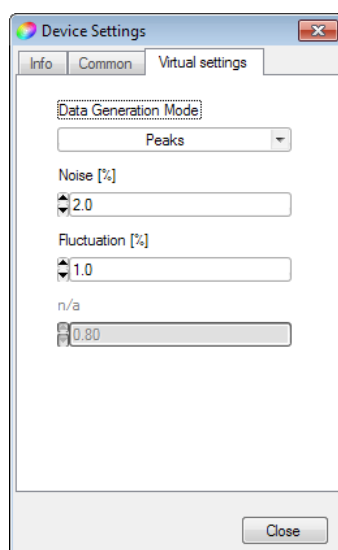 Device Settings
Info Common Virtual settings
Data Generation Mode
Peaks
Noise [%]
2.0
Fluctuation [%]
1.0
n/a
0.80
Close